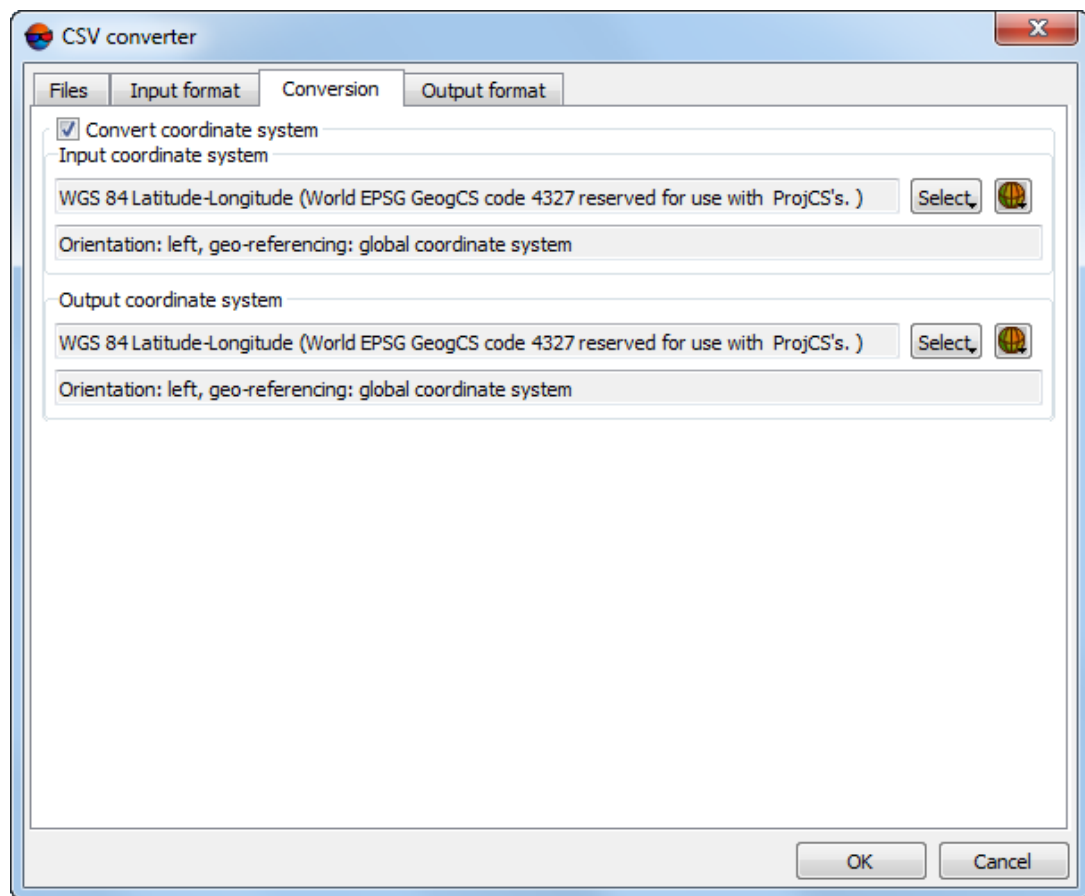 CSV converter
Files Input format Conversion Output format
Convert coordinate system
Input coordinate system
WGS 84 Latitude-Longitude (World EPSG GeogCS code 4327 reserved for use with ProjCS's. ) Select
Orientation: left, geo-referencing: global coordinate system
Output coordinate system
WGS 84 Latitude-Longitude (World EPSG GeogCS code 4327 reserved for use with ProjCS's. ) Select
Orientation: left, geo-referencing: global coordinate system
OK Cancel